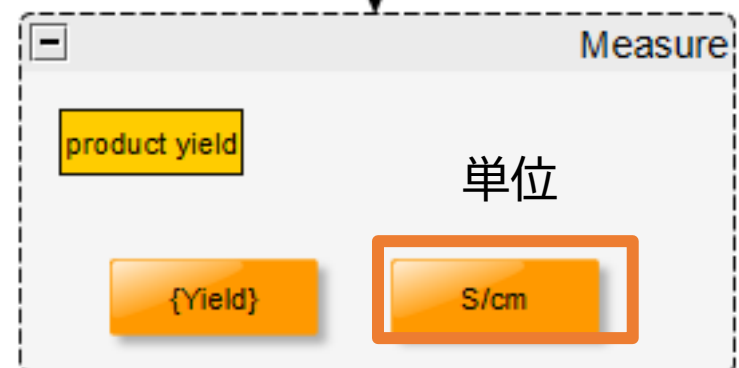 Measure
product yield
単位
{Yield}
S/cm